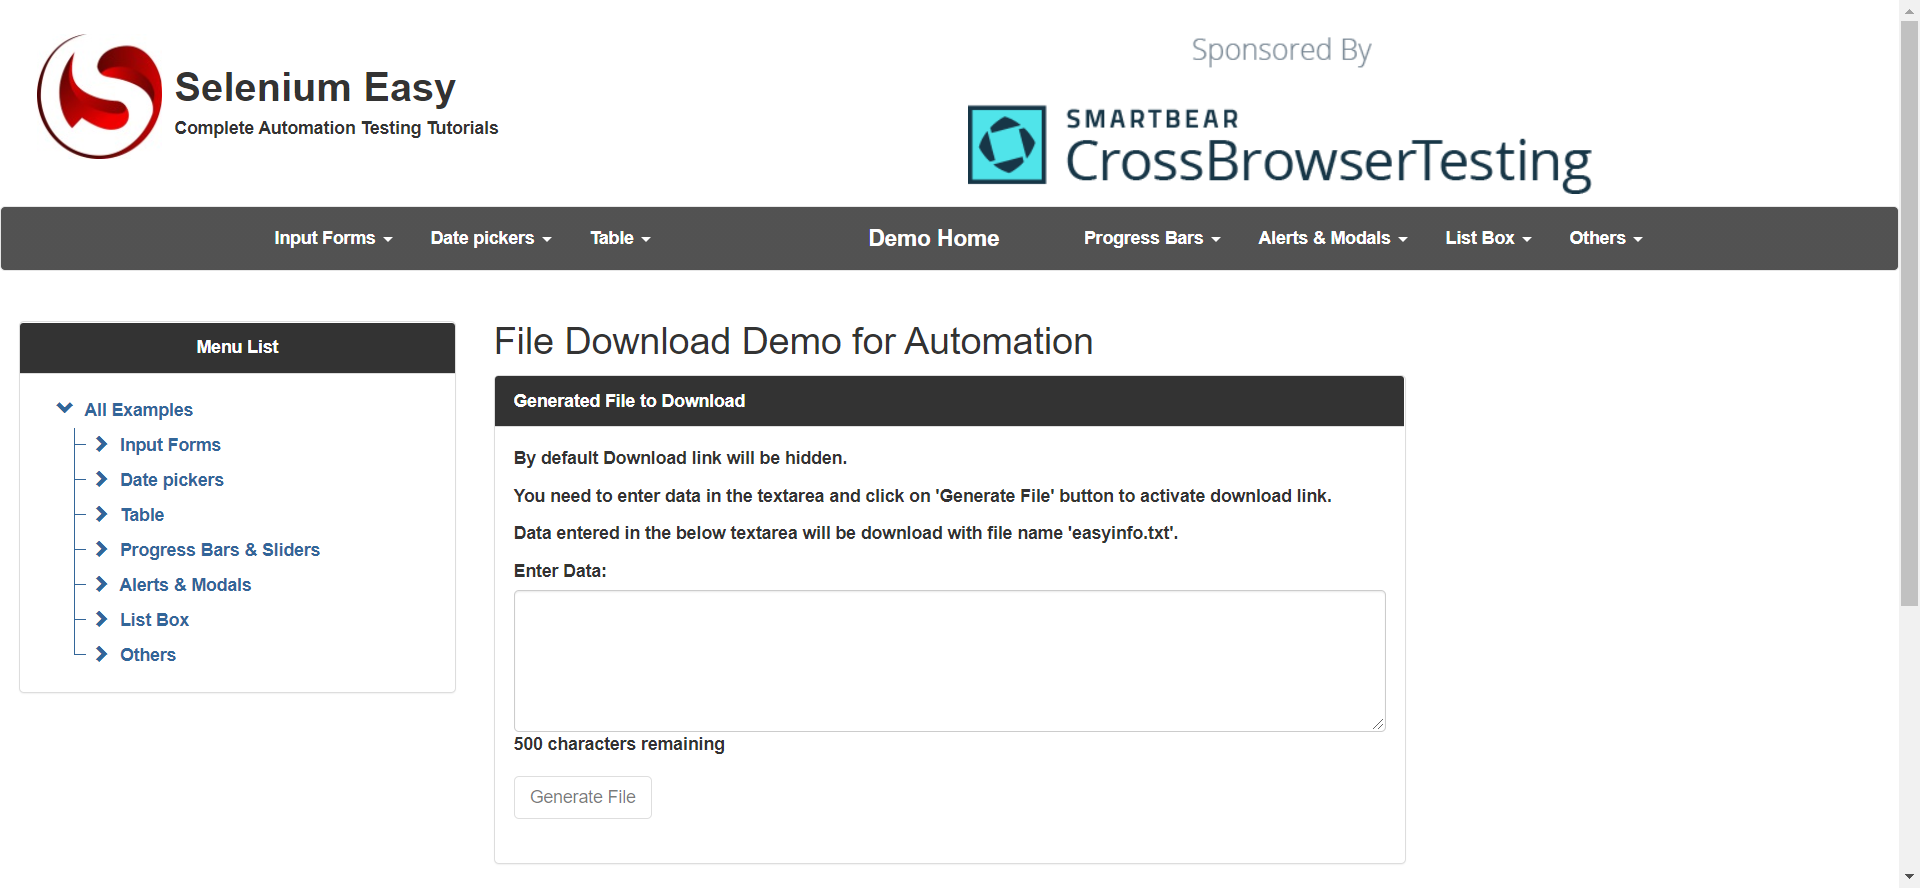 Selenium Easy
Complete Automation Testing Tutorials
Sponsored By
SMARTBEAR
CrossBrowserTesting
Input Forms Date pickers Table Demo Home Progress Bars Alerts & Modals List Box Others
Menu List
All Examples
Input Forms
Date pickers
Table
Progress Bars & Sliders
Alerts & Modals
List Box
Others
File Download Demo for Automation
Generated File to Download
By default Download link will be hidden.
You need to enter data in the textarea and click on 'Generate File' button to activate download link.
Data entered in the below textarea will be download with file name 'easyinfo.txt'.
Enter Data:
500 characters remaining
Generate File